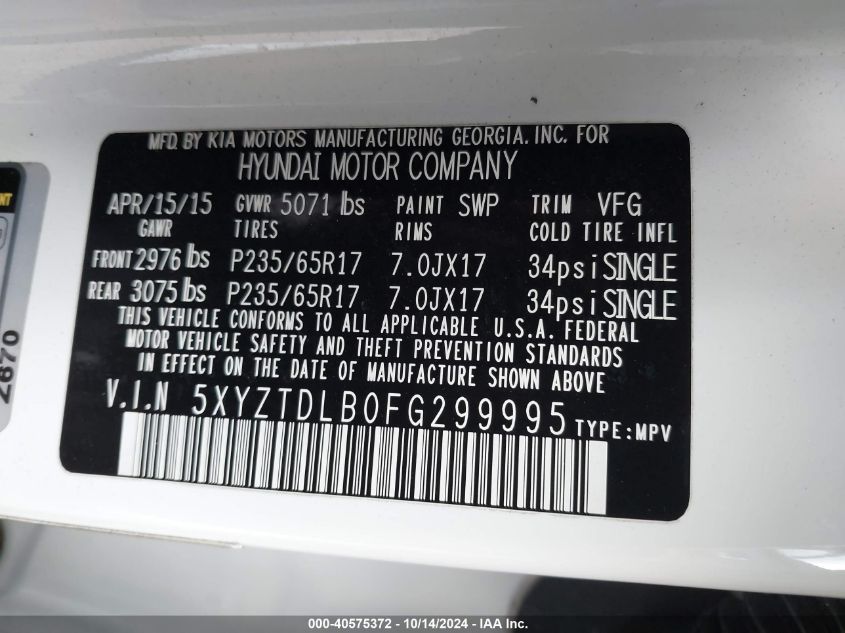 MFD. BY KIA MOTORS MANUFACTURING GEORGIA. INC. FOR
HYUNDAI MOTOR COMPANY
APR/15/15 GVWR 5071 lbs PAINT SWP TRIM VFG
GAWR TIRES RIMS COLD TIRE INFL
FRONT 2976 lbs P235/65R17 7.0JX17 34psi SINGLE
REAR 3075 lbs P235/65R17 7.0JX17 34psi SINGLE
THIS VEHICLE CONFORMS TO ALL APPLICABLE U.S.A. FEDERAL
MOTOR VEHICLE SAFETY AND THEFT PREVENTION STANDARDS
IN EFFECT ON THE DATE OF MANUFACTURE SHOWN ABOVE
V.I.N 5XYZTDLB0FG299995 TYPE:MPV
2670
000-40575372 - 10/14/2024 - IAA Inc.